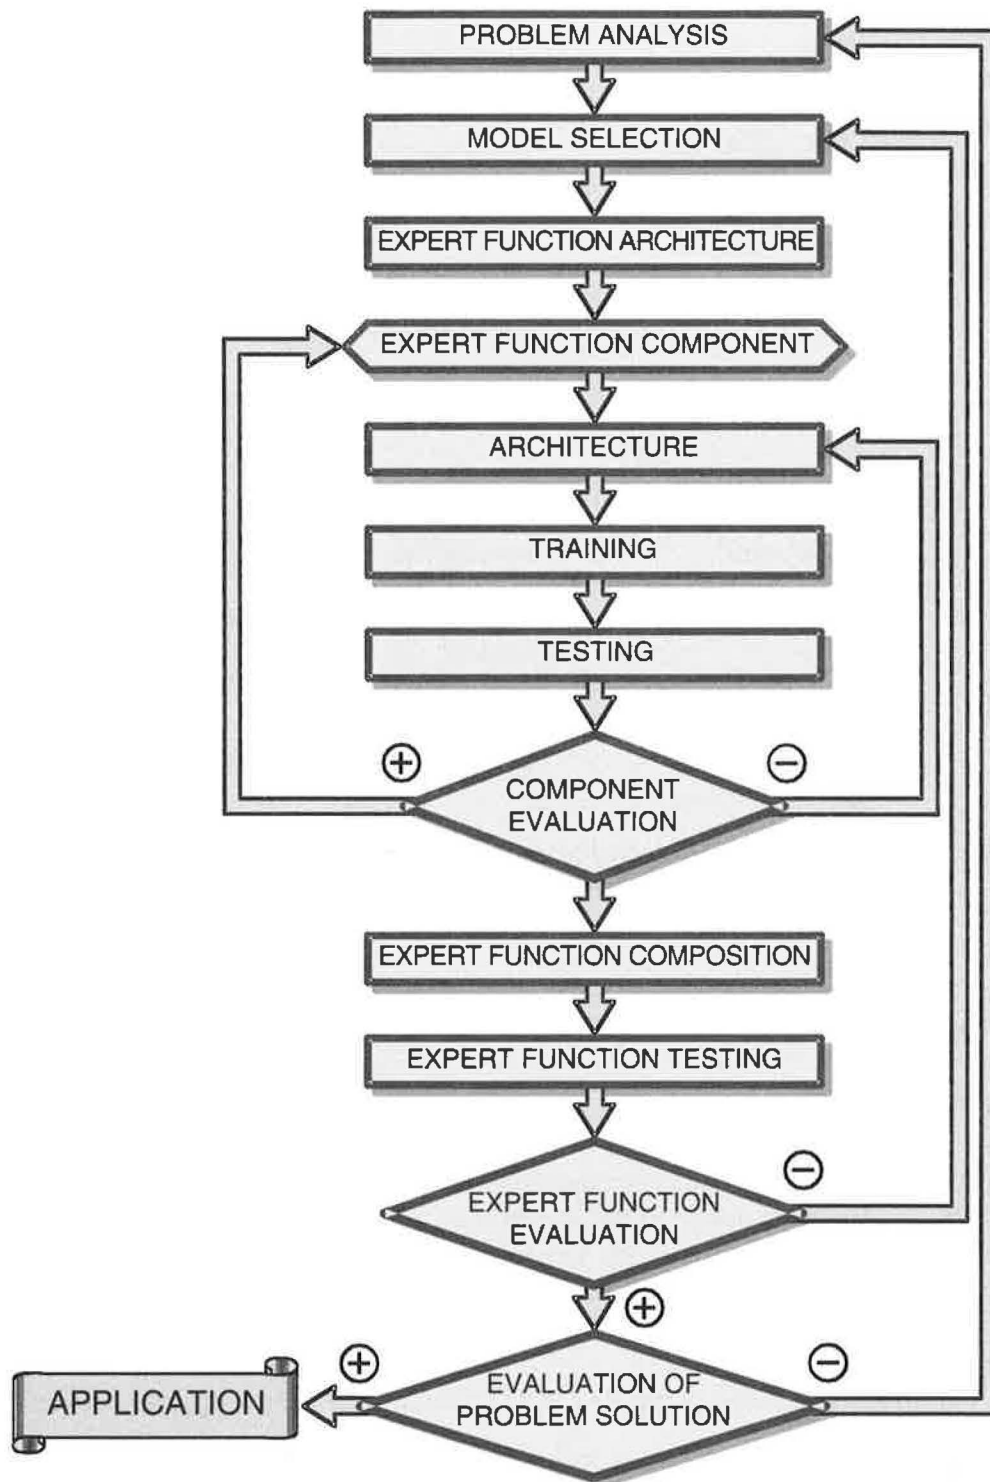 PROBLEM ANALYSIS
MODEL SELECTION
EXPERT FUNCTION ARCHITECTURE
EXPERT FUNCTION COMPONENT
ARCHITECTURE
TRAINING
TESTING
+
−
COMPONENT
EVALUATION
EXPERT FUNCTION COMPOSITION
EXPERT FUNCTION TESTING
−
EXPERT FUNCTION
EVALUATION
+
+
−
EVALUATION OF
PROBLEM SOLUTION
APPLICATION